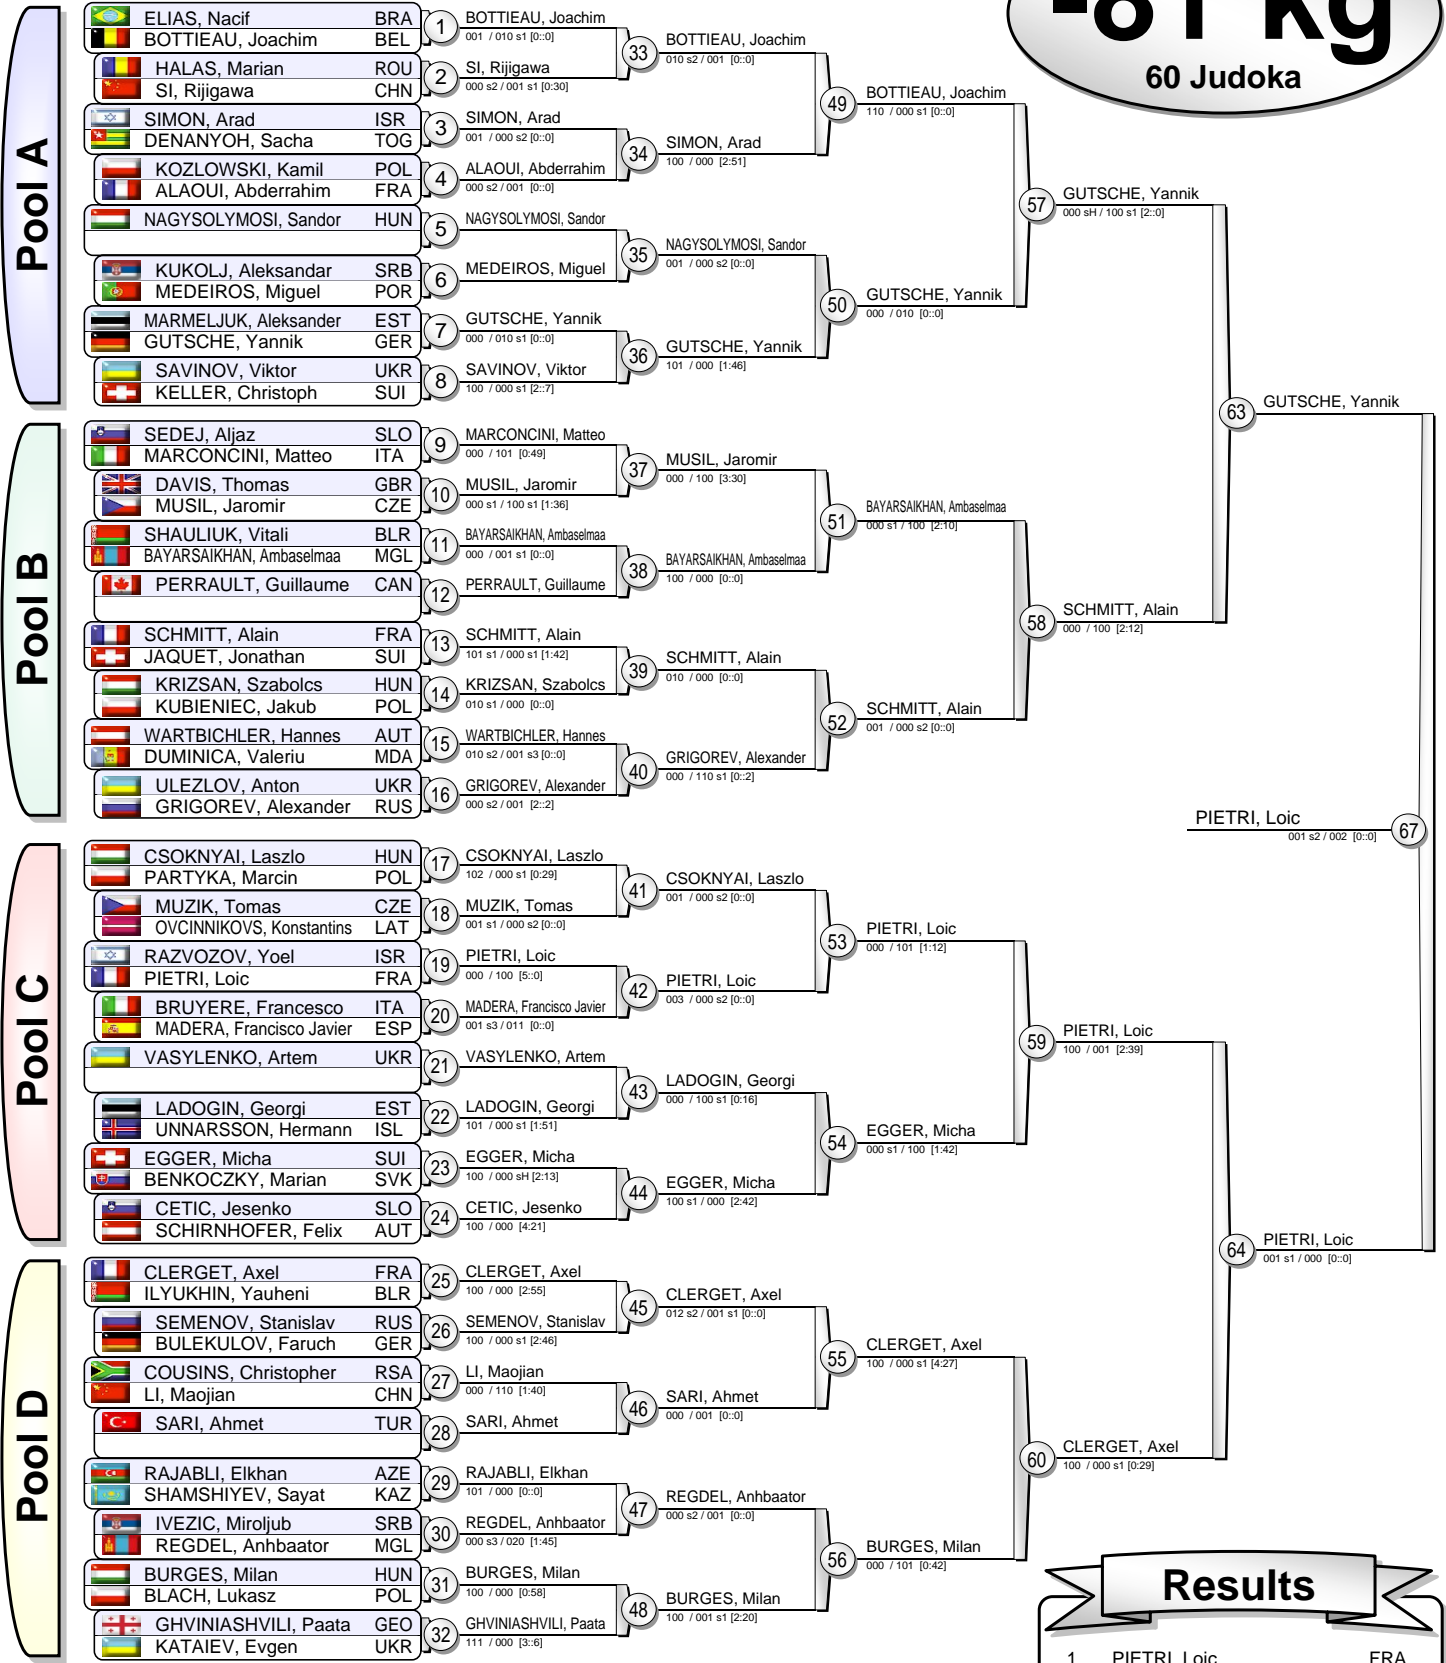 -81 kg
60 Judoka
Pool A
ELIAS, Nacif BRA
BOTTIEAU, Joachim BEL
HALAS, Marian ROU
SI, Rijigawa CHN
SIMON, Arad ISR
DENANYOH, Sacha TOG
KOZLOWSKI, Kamil POL
ALAOUI, Abderrahim FRA
NAGYSOLYMOSI, Sandor HUN
KUKOLJ, Aleksandar SRB
MEDEIROS, Miguel POR
MARMELJUK, Aleksander EST
GUTSCHE, Yannik GER
SAVINOV, Viktor UKR
KELLER, Christoph SUI
Pool B
SEDEJ, Aljaz SLO
MARCONCINI, Matteo ITA
DAVIS, Thomas GBR
MUSIL, Jaromir CZE
SHAULIUK, Vitali BLR
BAYARSAIKHAN, Ambaselmaa MGL
PERRAULT, Guillaume CAN
SCHMITT, Alain FRA
JAQUET, Jonathan SUI
KRIZSAN, Szabolcs HUN
KUBIENIEC, Jakub POL
WARTBICHLER, Hannes AUT
DUMINICA, Valeriu MDA
ULEZLOV, Anton UKR
GRIGOREV, Alexander RUS
Pool C
CSOKNYAI, Laszlo HUN
PARTYKA, Marcin POL
MUZIK, Tomas CZE
OVCINNIKOVS, Konstantins LAT
RAZVOZOV, Yoel ISR
PIETRI, Loic FRA
BRUYERE, Francesco ITA
MADERA, Francisco Javier ESP
VASYLENKO, Artem UKR
LADOGIN, Georgi EST
UNNARSSON, Hermann ISL
EGGER, Micha SUI
BENKOCZKY, Marian SVK
CETIC, Jesenko SLO
SCHIRNHOFER, Felix AUT
Pool D
CLERGET, Axel FRA
ILYUKHIN, Yauheni BLR
SEMENOV, Stanislav RUS
BULEKULOV, Faruch GER
COUSINS, Christopher RSA
LI, Maojian CHN
SARI, Ahmet TUR
RAJABLI, Elkhan AZE
SHAMSHIYEV, Sayat KAZ
IVEZIC, Miroljub SRB
REGDEL, Anhbaator MGL
BURGES, Milan HUN
BLACH, Lukasz POL
GHVINIASHVILI, Paata GEO
KATAIEV, Evgen UKR
1 BOTTIEAU, Joachim
001 / 010 s1 [0::0]
2 SI, Rijigawa
000 s2 / 001 s1 [0:30]
3 SIMON, Arad
001 / 000 s2 [0::0]
4 ALAOUI, Abderrahim
000 s2 / 001 [0::0]
5 NAGYSOLYMOSI, Sandor
6 MEDEIROS, Miguel
7 GUTSCHE, Yannik
000 / 010 s1 [0::0]
8 SAVINOV, Viktor
100 / 000 s1 [2::7]
9 MARCONCINI, Matteo
000 / 101 [0:49]
10 MUSIL, Jaromir
000 s1 / 100 s1 [1:36]
11 BAYARSAIKHAN, Ambaselmaa
000 / 001 s1 [0::0]
12 PERRAULT, Guillaume
13 SCHMITT, Alain
101 s1 / 000 s1 [1:42]
14 KRIZSAN, Szabolcs
010 s1 / 000 [0::0]
15 WARTBICHLER, Hannes
010 s2 / 001 s3 [0::0]
16 GRIGOREV, Alexander
000 s2 / 001 [2::2]
17 CSOKNYAI, Laszlo
102 / 000 s1 [0:29]
18 MUZIK, Tomas
001 s1 / 000 s2 [0::0]
19 PIETRI, Loic
000 / 100 [5::0]
20 MADERA, Francisco Javier
001 s3 / 011 [0::0]
21 VASYLENKO, Artem
22 LADOGIN, Georgi
101 / 000 s1 [1:51]
23 EGGER, Micha
100 / 000 sH [2:13]
24 CETIC, Jesenko
100 / 000 [4:21]
25 CLERGET, Axel
100 / 000 [2:55]
26 SEMENOV, Stanislav
100 / 000 s1 [2:46]
27 LI, Maojian
000 / 110 [1:40]
28 SARI, Ahmet
29 RAJABLI, Elkhan
101 / 000 [0::0]
30 REGDEL, Anhbaator
000 s3 / 020 [1:45]
31 BURGES, Milan
100 / 000 [0:58]
32 GHVINIASHVILI, Paata
111 / 000 [3::6]
33 BOTTIEAU, Joachim
010 s2 / 001 [0::0]
34 SIMON, Arad
100 / 000 [2:51]
35 NAGYSOLYMOSI, Sandor
001 / 000 s2 [0::0]
36 GUTSCHE, Yannik
101 / 000 [1:46]
37 MUSIL, Jaromir
000 / 100 [3:30]
38 BAYARSAIKHAN, Ambaselmaa
100 / 000 [0::0]
39 SCHMITT, Alain
010 / 000 [0::0]
40 GRIGOREV, Alexander
000 / 110 s1 [0::2]
41 CSOKNYAI, Laszlo
001 / 000 s2 [0::0]
42 PIETRI, Loic
003 / 000 s2 [0::0]
43 LADOGIN, Georgi
000 / 100 s1 [0:16]
44 EGGER, Micha
100 s1 / 000 [2:42]
45 CLERGET, Axel
012 s2 / 001 s1 [0::0]
46 SARI, Ahmet
000 / 001 [0::0]
47 REGDEL, Anhbaator
000 s2 / 001 [0::0]
48 BURGES, Milan
100 / 001 s1 [2:20]
49 BOTTIEAU, Joachim
110 / 000 s1 [0::0]
50 GUTSCHE, Yannik
000 / 010 [0::0]
51 BAYARSAIKHAN, Ambaselmaa
000 s1 / 100 [2:10]
52 SCHMITT, Alain
001 / 000 s2 [0::0]
53 PIETRI, Loic
000 / 101 [1:12]
54 EGGER, Micha
000 s1 / 100 [1:42]
55 CLERGET, Axel
100 / 000 s1 [4:27]
56 BURGES, Milan
000 / 101 [0:42]
57 GUTSCHE, Yannik
000 sH / 100 s1 [2::0]
58 SCHMITT, Alain
000 / 100 [2:12]
59 PIETRI, Loic
100 / 001 [2:39]
60 CLERGET, Axel
100 / 000 s1 [0:29]
63 GUTSCHE, Yannik
64 PIETRI, Loic
001 s1 / 000 [0::0]
PIETRI, Loic 67
001 s2 / 002 [0::0]
Results
1 PIETRI, Loic FRA